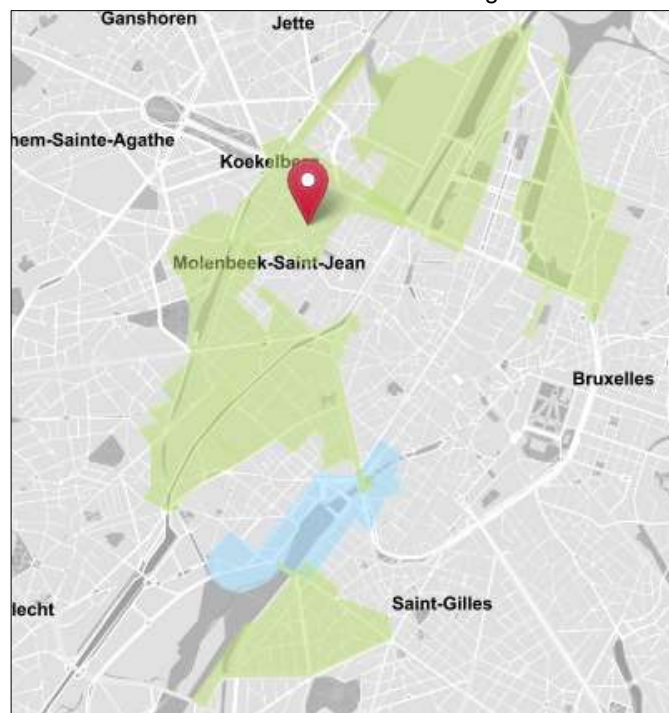 Ganshoren
Jette
hem-Sainte-Agathe
Koekelberg
Molenbeek-Saint-Jean
Bruxelles
Saint-Gilles
lecht